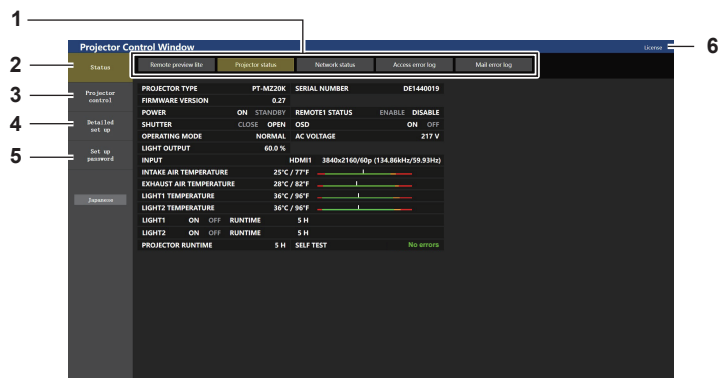 1
Projector Control Window License 6
2 Status Remote preview lite Projector status Network status Access error log Mail error log
3 Projector control
4 Detailed set up
5 Set up password
Japanese
PROJECTOR TYPE PT-MZ20K SERIAL NUMBER DE1440019
FIRMWARE VERSION 0.27
POWER ON STANDBY REMOTE1 STATUS ENABLE DISABLE
SHUTTER CLOSE OPEN OSD ON OFF
OPERATING MODE NORMAL AC VOLTAGE 217 V
LIGHT OUTPUT 60.0 %
INPUT HDMI1 3840x2160/60p (134.86kHz/59.93Hz)
INTAKE AIR TEMPERATURE 25°C / 77°F
EXHAUST AIR TEMPERATURE 28°C / 82°F
LIGHT1 TEMPERATURE 36°C / 96°F
LIGHT2 TEMPERATURE 36°C / 96°F
LIGHT1 ON OFF RUNTIME 5 H
LIGHT2 ON OFF RUNTIME 5 H
PROJECTOR RUNTIME 5 H SELF TEST No errors